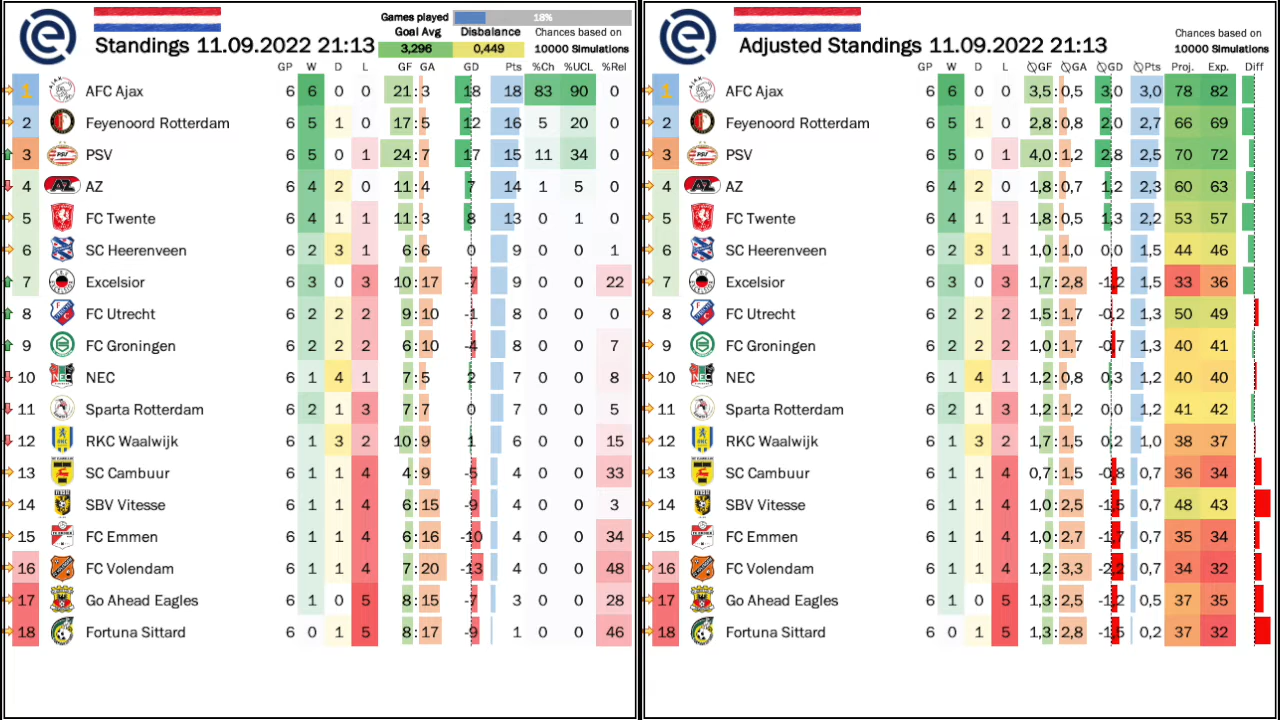 Games played 18%
Standings 11.09.2022 21:13
Goal Avg Disbalance Chances based on
3,296 0,449 10000 Simulations
GP W D L GF GA GD Pts %Ch %UCL %Rel
1 AFC Ajax 6 6 0 0 21:3 18 18 83 90 0
2 Feyenoord Rotterdam 6 5 1 0 17:5 12 16 5 20 0
3 PSV 6 5 0 1 24:7 17 15 11 34 0
4 AZ 6 4 2 0 11:4 7 14 1 5 0
5 FC Twente 6 4 1 1 11:3 8 13 0 1 0
6 SC Heerenveen 6 2 3 1 6:6 0 9 0 0 1
7 Excelsior 6 3 0 3 10:17 -7 9 0 0 22
8 FC Utrecht 6 2 2 2 9:10 -1 8 0 0 0
9 FC Groningen 6 2 2 2 6:10 -4 8 0 0 7
10 NEC 6 1 4 1 7:5 2 7 0 0 8
11 Sparta Rotterdam 6 2 1 3 7:7 0 7 0 0 5
12 RKC Waalwijk 6 1 3 2 10:9 1 6 0 0 15
13 SC Cambuur 6 1 1 4 4:9 -5 4 0 0 33
14 SBV Vitesse 6 1 1 4 6:15 -9 4 0 0 3
15 FC Emmen 6 1 1 4 6:16 -10 4 0 0 34
16 FC Volendam 6 1 1 4 7:20 -13 4 0 0 48
17 Go Ahead Eagles 6 1 0 5 8:15 -7 3 0 0 28
18 Fortuna Sittard 6 0 1 5 8:17 -9 1 0 0 46
Adjusted Standings 11.09.2022 21:13
Chances based on
10000 Simulations
GP W D L ∅GF ∅GA ∅GD ∅Pts Proj. Exp. Diff
1 AFC Ajax 6 6 0 0 3,5:0,5 3,0 3,0 78 82
2 Feyenoord Rotterdam 6 5 1 0 2,8:0,8 2,0 2,7 66 69
3 PSV 6 5 0 1 4,0:1,2 2,8 2,5 70 72
4 AZ 6 4 2 0 1,8:0,7 1,2 2,3 60 63
5 FC Twente 6 4 1 1 1,8:0,5 1,3 2,2 53 57
6 SC Heerenveen 6 2 3 1 1,0:1,0 0,0 1,5 44 46
7 Excelsior 6 3 0 3 1,7:2,8 -1,2 1,5 33 36
8 FC Utrecht 6 2 2 2 1,5:1,7 -0,2 1,3 50 49
9 FC Groningen 6 2 2 2 1,0:1,7 -0,7 1,3 40 41
10 NEC 6 1 4 1 1,2:0,8 0,3 1,2 40 40
11 Sparta Rotterdam 6 2 1 3 1,2:1,2 0,0 1,2 41 42
12 RKC Waalwijk 6 1 3 2 1,7:1,5 0,2 1,0 38 37
13 SC Cambuur 6 1 1 4 0,7:1,5 -0,8 0,7 36 34
14 SBV Vitesse 6 1 1 4 1,0:2,5 -1,5 0,7 48 43
15 FC Emmen 6 1 1 4 1,0:2,7 -1,7 0,7 35 34
16 FC Volendam 6 1 1 4 1,2:3,3 -2,2 0,7 34 32
17 Go Ahead Eagles 6 1 0 5 1,3:2,5 -1,2 0,5 37 35
18 Fortuna Sittard 6 0 1 5 1,3:2,8 -1,5 0,2 37 32